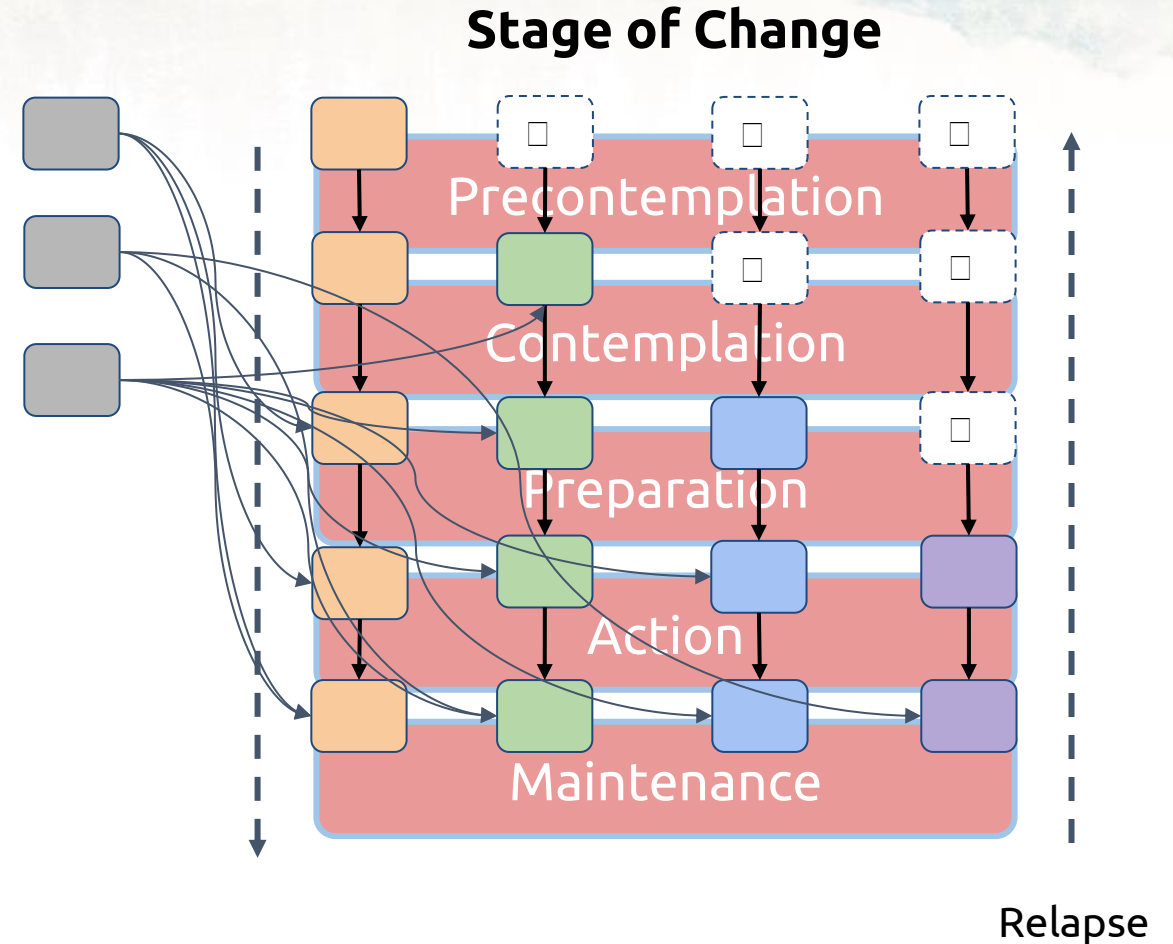 Stage of Change
Precontemplation
Contemplation
Preparation
Action
Maintenance
Relapse